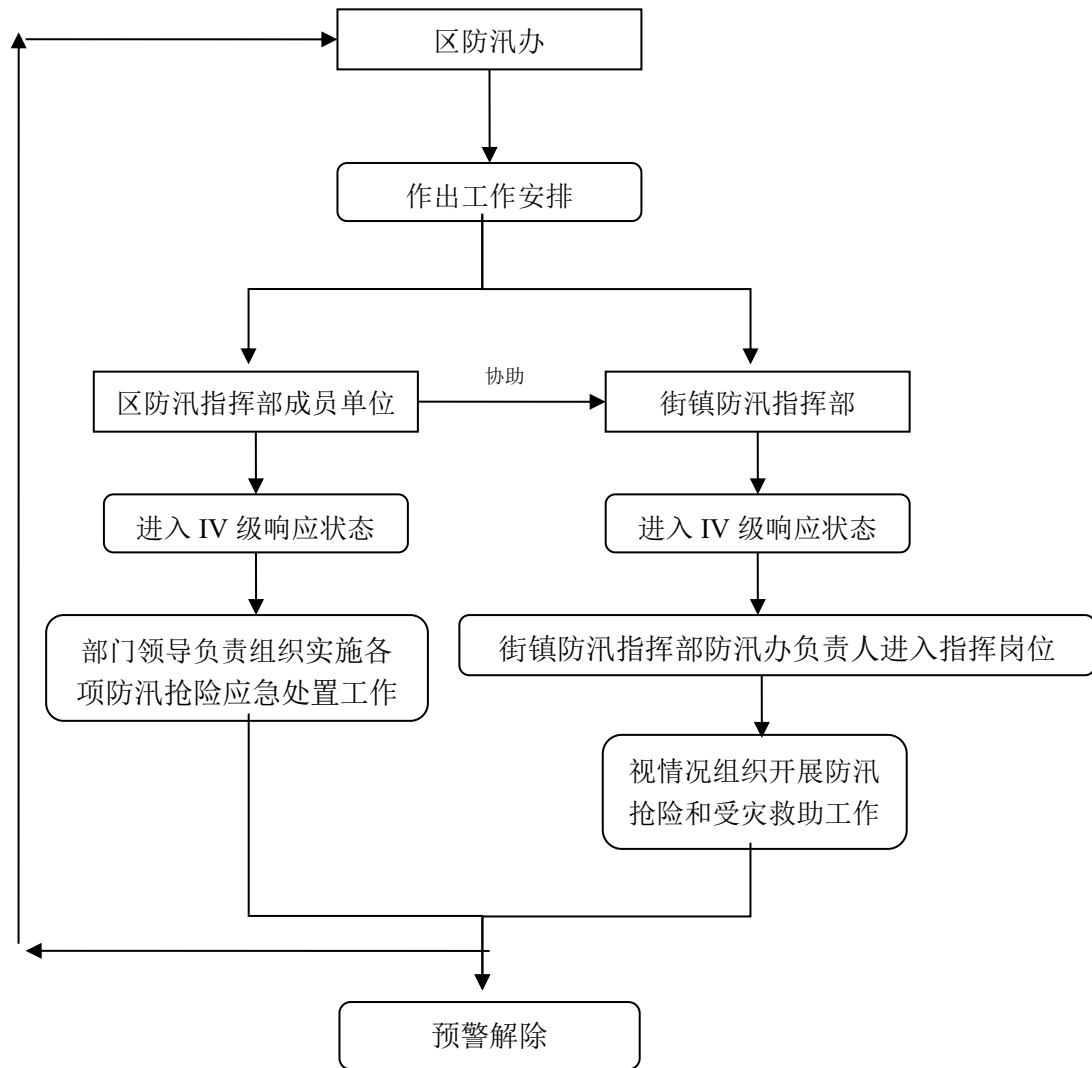 区防汛办
作出工作安排
协助
区防汛指挥部成员单位
街镇防汛指挥部
进入 IV 级响应状态
进入 IV 级响应状态
部门领导负责组织实施各
项防汛抢险应急处置工作
街镇防汛指挥部防汛办负责人进入指挥岗位
视情况组织开展防汛
抢险和受灾救助工作
预警解除